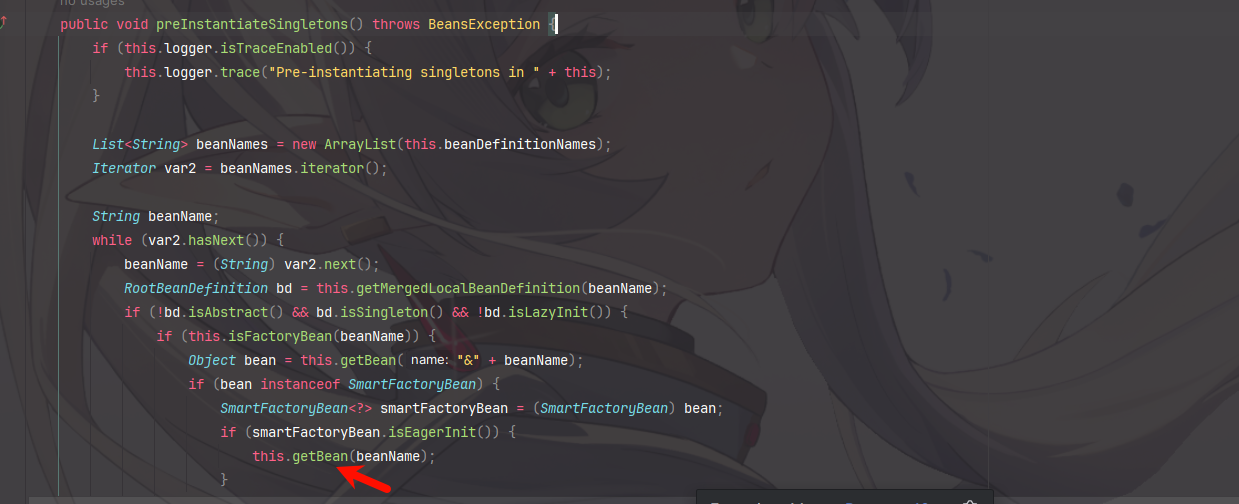 no usages
public void preInstantiateSingletons() throws BeansException {
if (this.logger.isTraceEnabled()) {
this.logger.trace("Pre-instantiating singletons in " + this);
}
List<String> beanNames = new ArrayList(this.beanDefinitionNames);
Iterator var2 = beanNames.iterator();
String beanName;
while (var2.hasNext()) {
beanName = (String) var2.next();
RootBeanDefinition bd = this.getMergedLocalBeanDefinition(beanName);
if (!bd.isAbstract() && bd.isSingleton() && !bd.isLazyInit()) {
if (this.isFactoryBean(beanName)) {
Object bean = this.getBean( name: "&" + beanName);
if (bean instanceof SmartFactoryBean) {
SmartFactoryBean<?> smartFactoryBean = (SmartFactoryBean) bean;
if (smartFactoryBean.isEagerInit()) {
this.getBean(beanName);
}